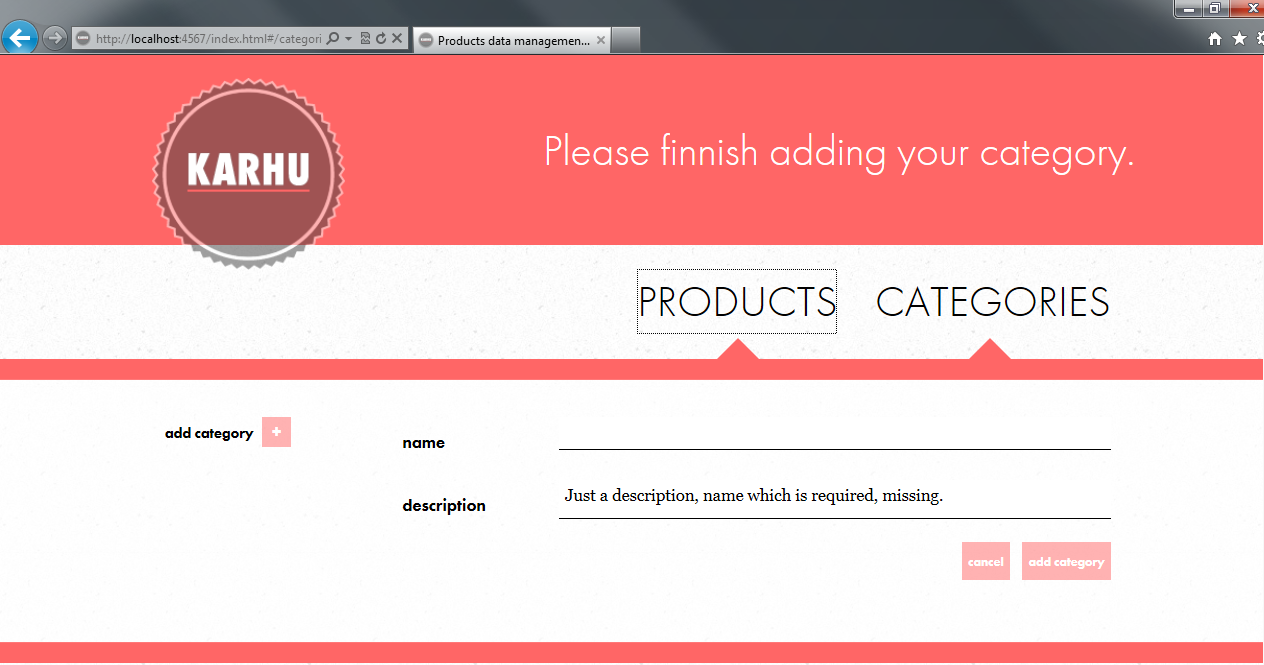 http://localhost:4567/index.html#/categori
Products data managemen...
KARHU
Please finnish adding your category.
PRODUCTS CATEGORIES
add category +
name
description Just a description, name which is required, missing.
cancel add category